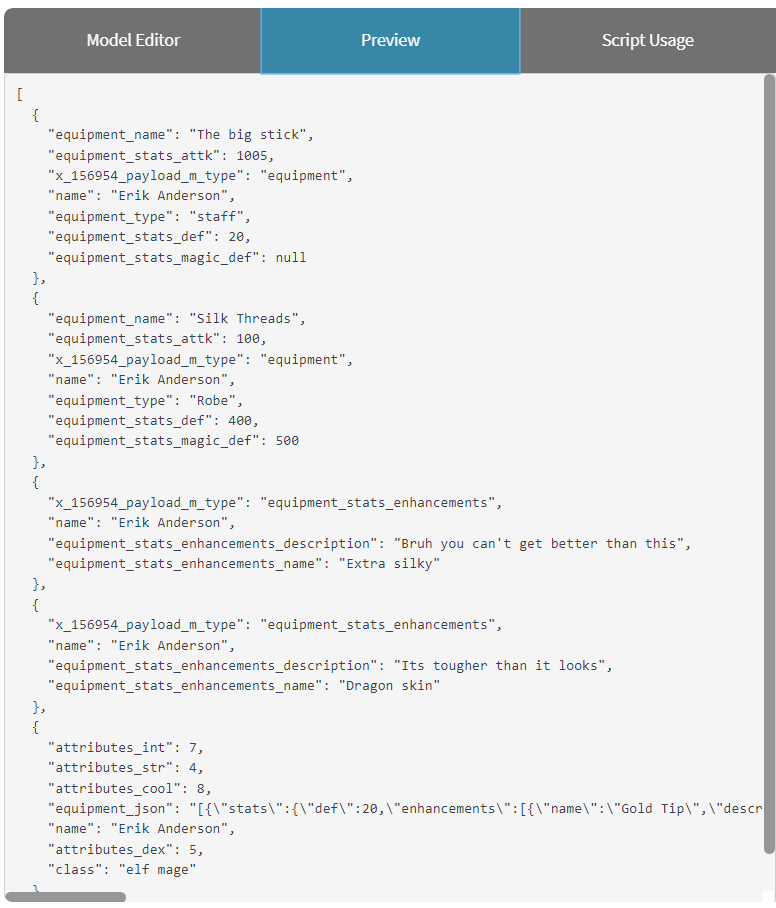 Model Editor Preview Script Usage
[
  {
    "equipment_name": "The big stick",
    "equipment_stats_attk": 1005,
    "x_156954_payload_m_type": "equipment",
    "name": "Erik Anderson",
    "equipment_type": "staff",
    "equipment_stats_def": 20,
    "equipment_stats_magic_def": null
  },
  {
    "equipment_name": "Silk Threads",
    "equipment_stats_attk": 100,
    "x_156954_payload_m_type": "equipment",
    "name": "Erik Anderson",
    "equipment_type": "Robe",
    "equipment_stats_def": 400,
    "equipment_stats_magic_def": 500
  },
  {
    "x_156954_payload_m_type": "equipment_stats_enhancements",
    "name": "Erik Anderson",
    "equipment_stats_enhancements_description": "Bruh you can't get better than this",
    "equipment_stats_enhancements_name": "Extra silky"
  },
  {
    "x_156954_payload_m_type": "equipment_stats_enhancements",
    "name": "Erik Anderson",
    "equipment_stats_enhancements_description": "Its tougher than it looks",
    "equipment_stats_enhancements_name": "Dragon skin"
  },
  {
    "attributes_int": 7,
    "attributes_str": 4,
    "attributes_cool": 8,
    "equipment_json": "[{\"stats\":{\"def\":20,\"enhancements\":[{\"name\":\"Gold Tip\",\"descr
    "name": "Erik Anderson",
    "attributes_dex": 5,
    "class": "elf mage"
  }